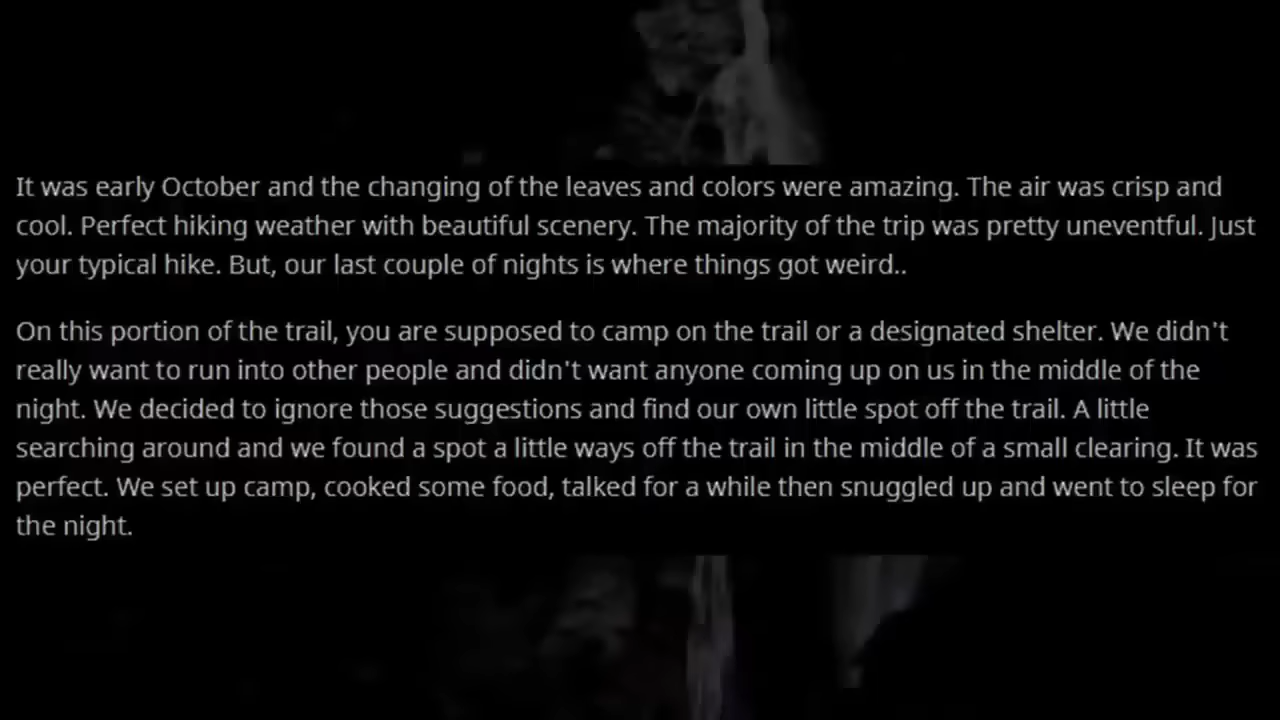 It was early October and the changing of the leaves and colors were amazing. The air was crisp and
cool. Perfect hiking weather with beautiful scenery. The majority of the trip was pretty uneventful. Just
your typical hike. But, our last couple of nights is where things got weird..
On this portion of the trail, you are supposed to camp on the trail or a designated shelter. We didn't
really want to run into other people and didn't want anyone coming up on us in the middle of the
night. We decided to ignore those suggestions and find our own little spot off the trail. A little
searching around and we found a spot a little ways off the trail in the middle of a small clearing. It was
perfect. We set up camp, cooked some food, talked for a while then snuggled up and went to sleep for
the night.